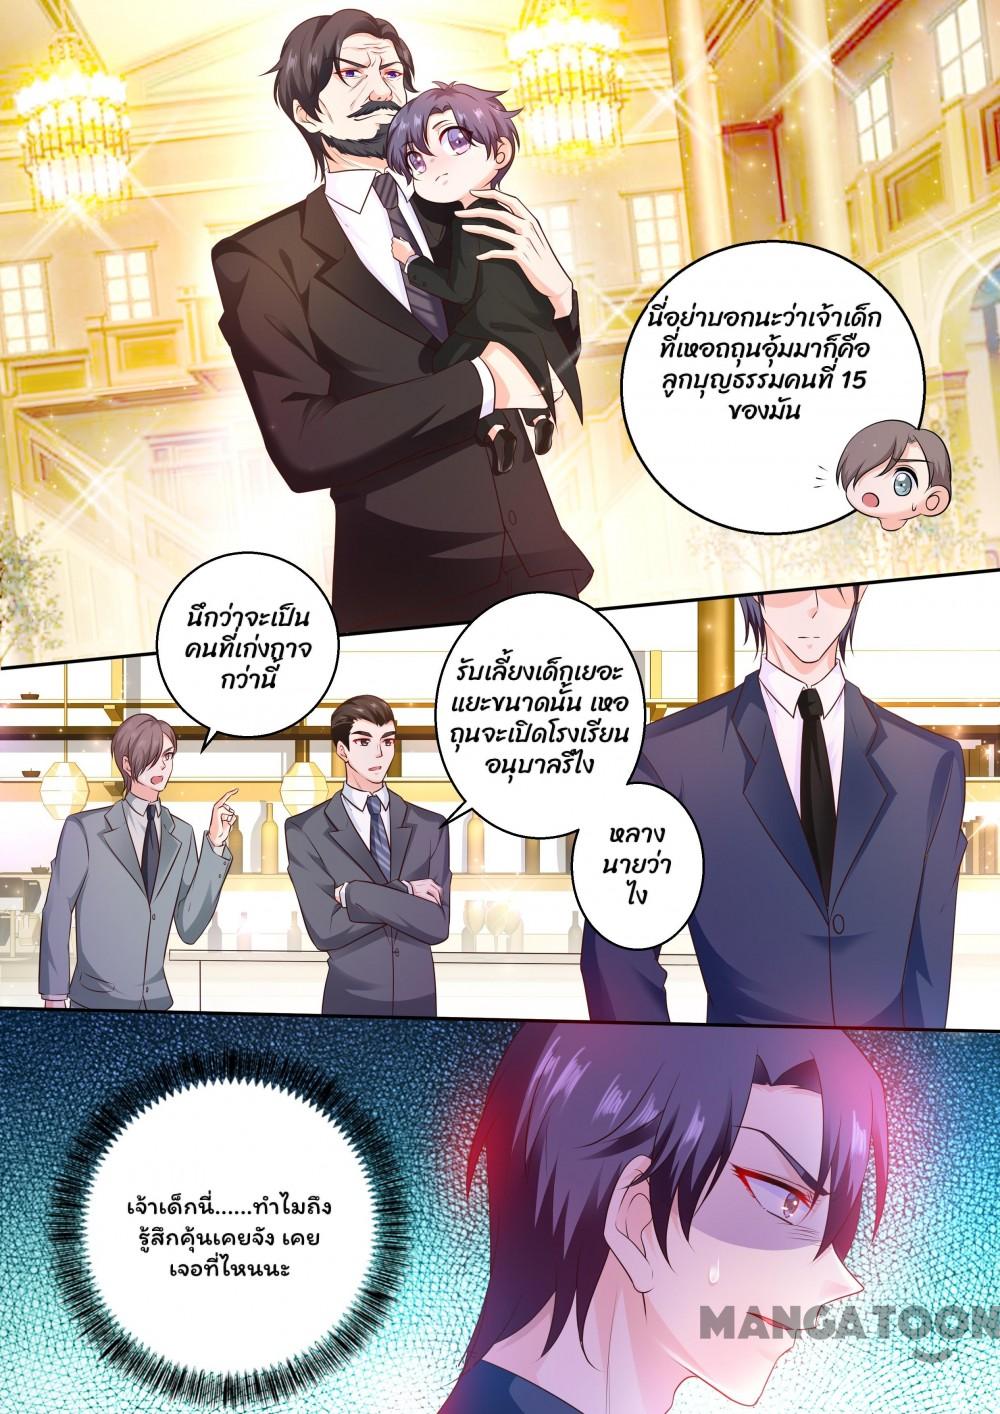 นี่อย่าบอกนะว่าเจ้าเด็ก
ที่เหอถถุนอุ้มมาก็คือ
ลูกบุญธรรมคนที่ 15
ของมัน
นึกว่าจะเป็น
คนที่เก่งกาจ
กว่านี้
รับเลี้ยงเด็กเยอะ
แยะขนาดนั้น เหอ
ถุนจะเปิดโรงเรียน
อนุบาลรึไง
หลาง
นายว่า
ไง
เจ้าเด็กนี่......ทำไมถึง
รู้สึกคุ้นเคยจัง เคย
เจอที่ไหนนะ
MANGATOON